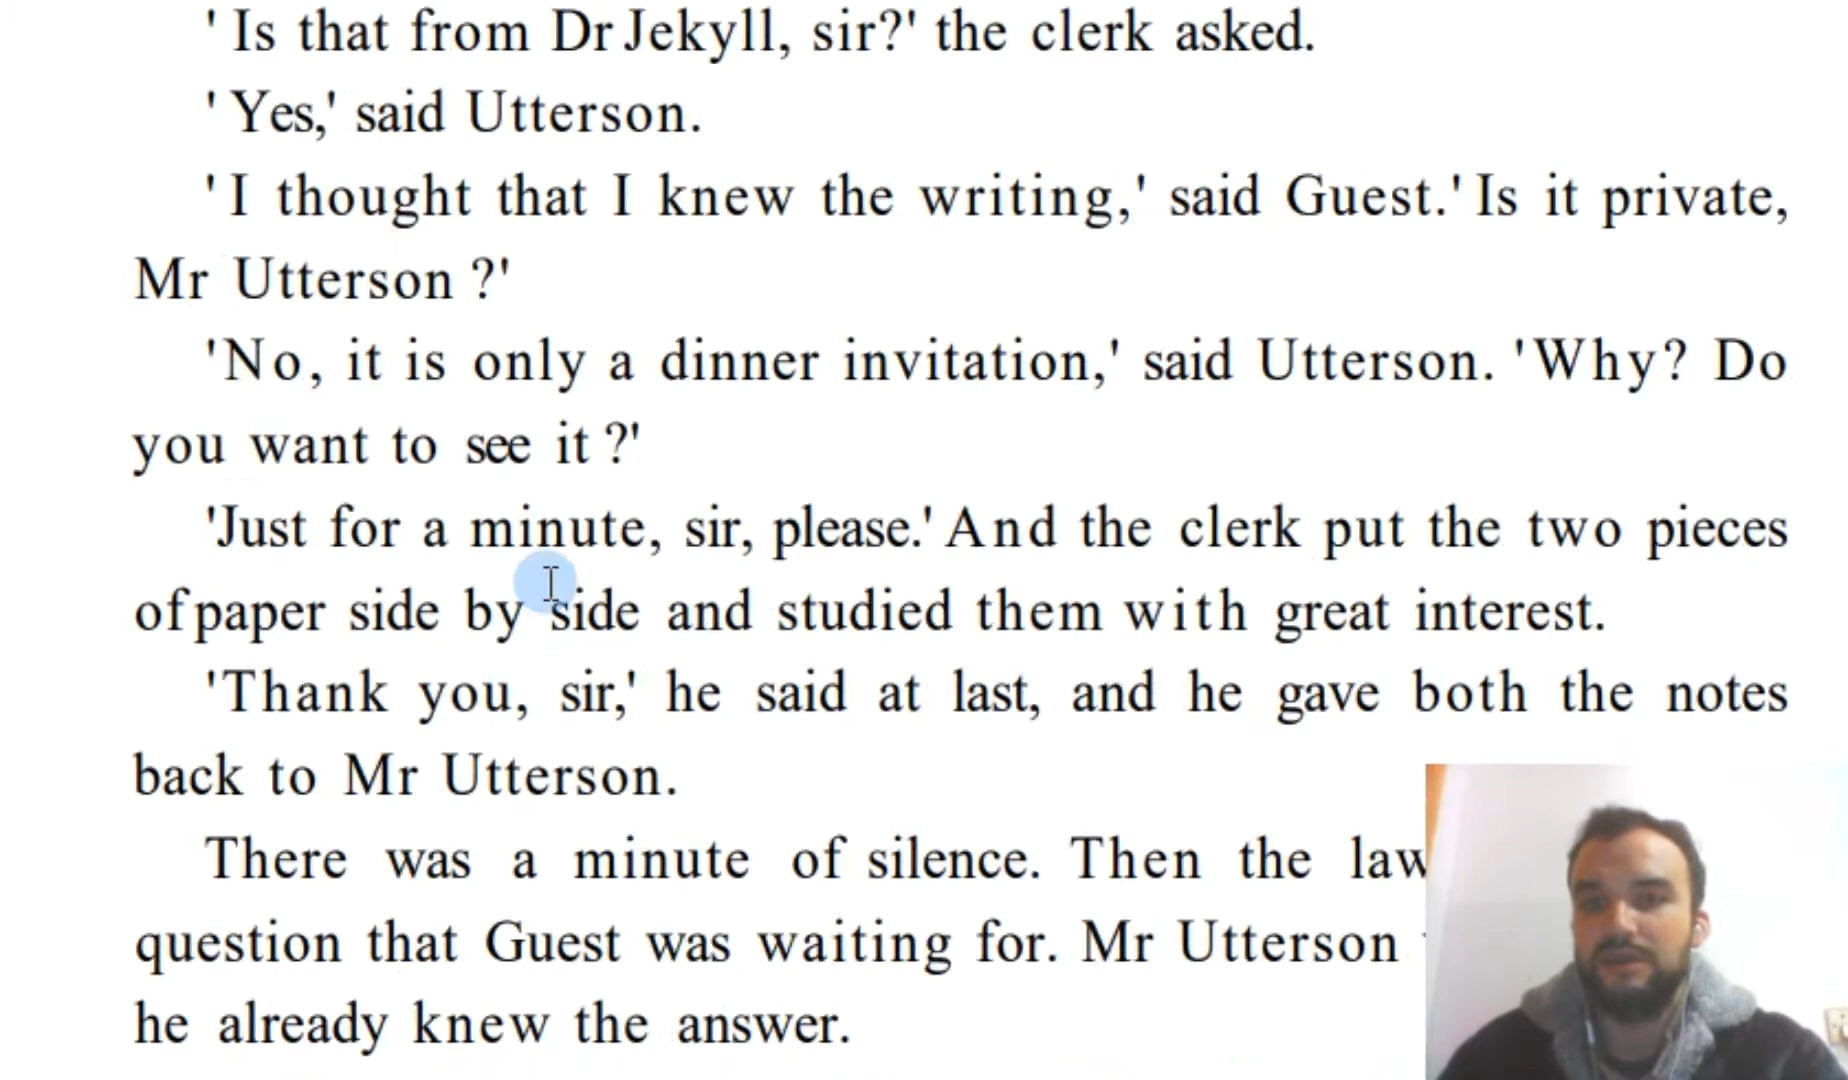 ' Is that from Dr Jekyll, sir?' the clerk asked.
' Yes,' said Utterson.
'I thought that I knew the writing,' said Guest.' Is it private,
Mr Utterson ?'
'No, it is only a dinner invitation,' said Utterson. 'Why? Do
you want to see it ?'
'Just for a minute, sir, please.' And the clerk put the two pieces
of paper side by side and studied them with great interest.
'Thank you, sir,' he said at last, and he gave both the notes
back to Mr Utterson.
There was a minute of silence. Then the law
question that Guest was waiting for. Mr Utterson
he already knew the answer.